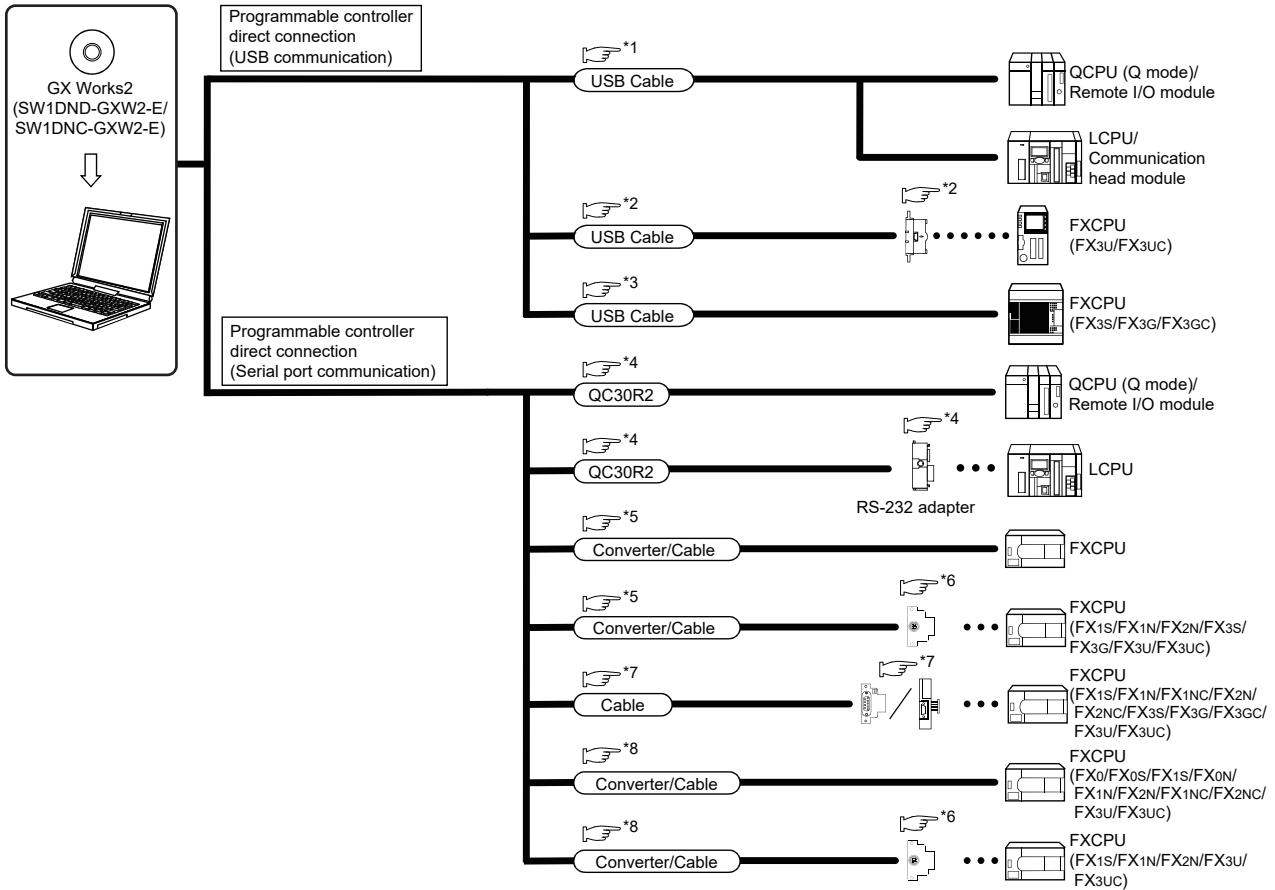 GX Works2
(SW1DND-GXW2-E/
SW1DNC-GXW2-E)
Programmable controller
direct connection
(USB communication)
*1
USB Cable
QCPU (Q mode)/
Remote I/O module
LCPU/
Communication
head module
*2
USB Cable
*2
FXCPU
(FX3U/FX3UC)
*3
USB Cable
FXCPU
(FX3S/FX3G/FX3GC)
Programmable controller
direct connection
(Serial port communication)
*4
QC30R2
QCPU (Q mode)/
Remote I/O module
*4
QC30R2
*4
RS-232 adapter
LCPU
*5
Converter/Cable
FXCPU
*5
Converter/Cable
*6
FXCPU
(FX1S/FX1N/FX2N/FX3S/
FX3G/FX3U/FX3UC)
*7
Cable
*7
FXCPU
(FX1S/FX1N/FX1NC/FX2N/
FX2NC/FX3S/FX3G/FX3GC/
FX3U/FX3UC)
*8
Converter/Cable
FXCPU
(FX0/FX0S/FX1S/FX0N/
FX1N/FX2N/FX1NC/FX2NC/
FX3U/FX3UC)
*8
Converter/Cable
*6
FXCPU
(FX1S/FX1N/FX2N/FX3U/
FX3UC)